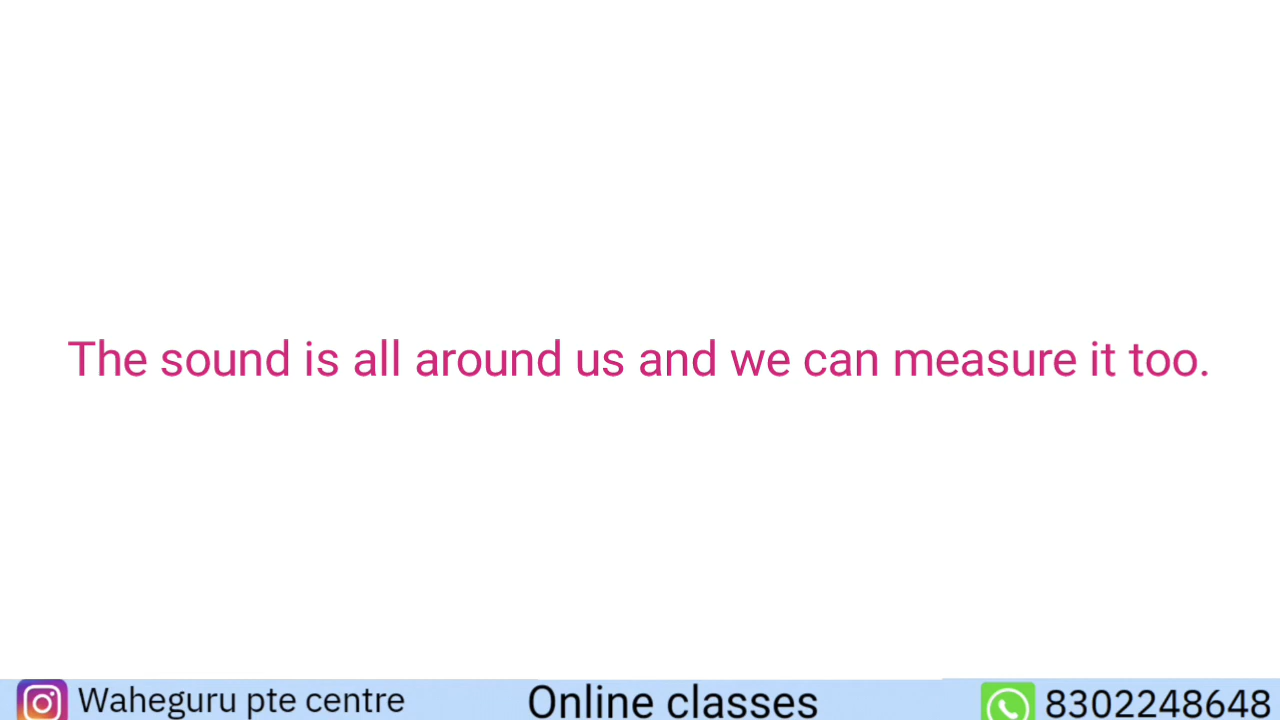 The sound is all around us and we can measure it too.
Waheguru pte centre
Online classes
8302248648